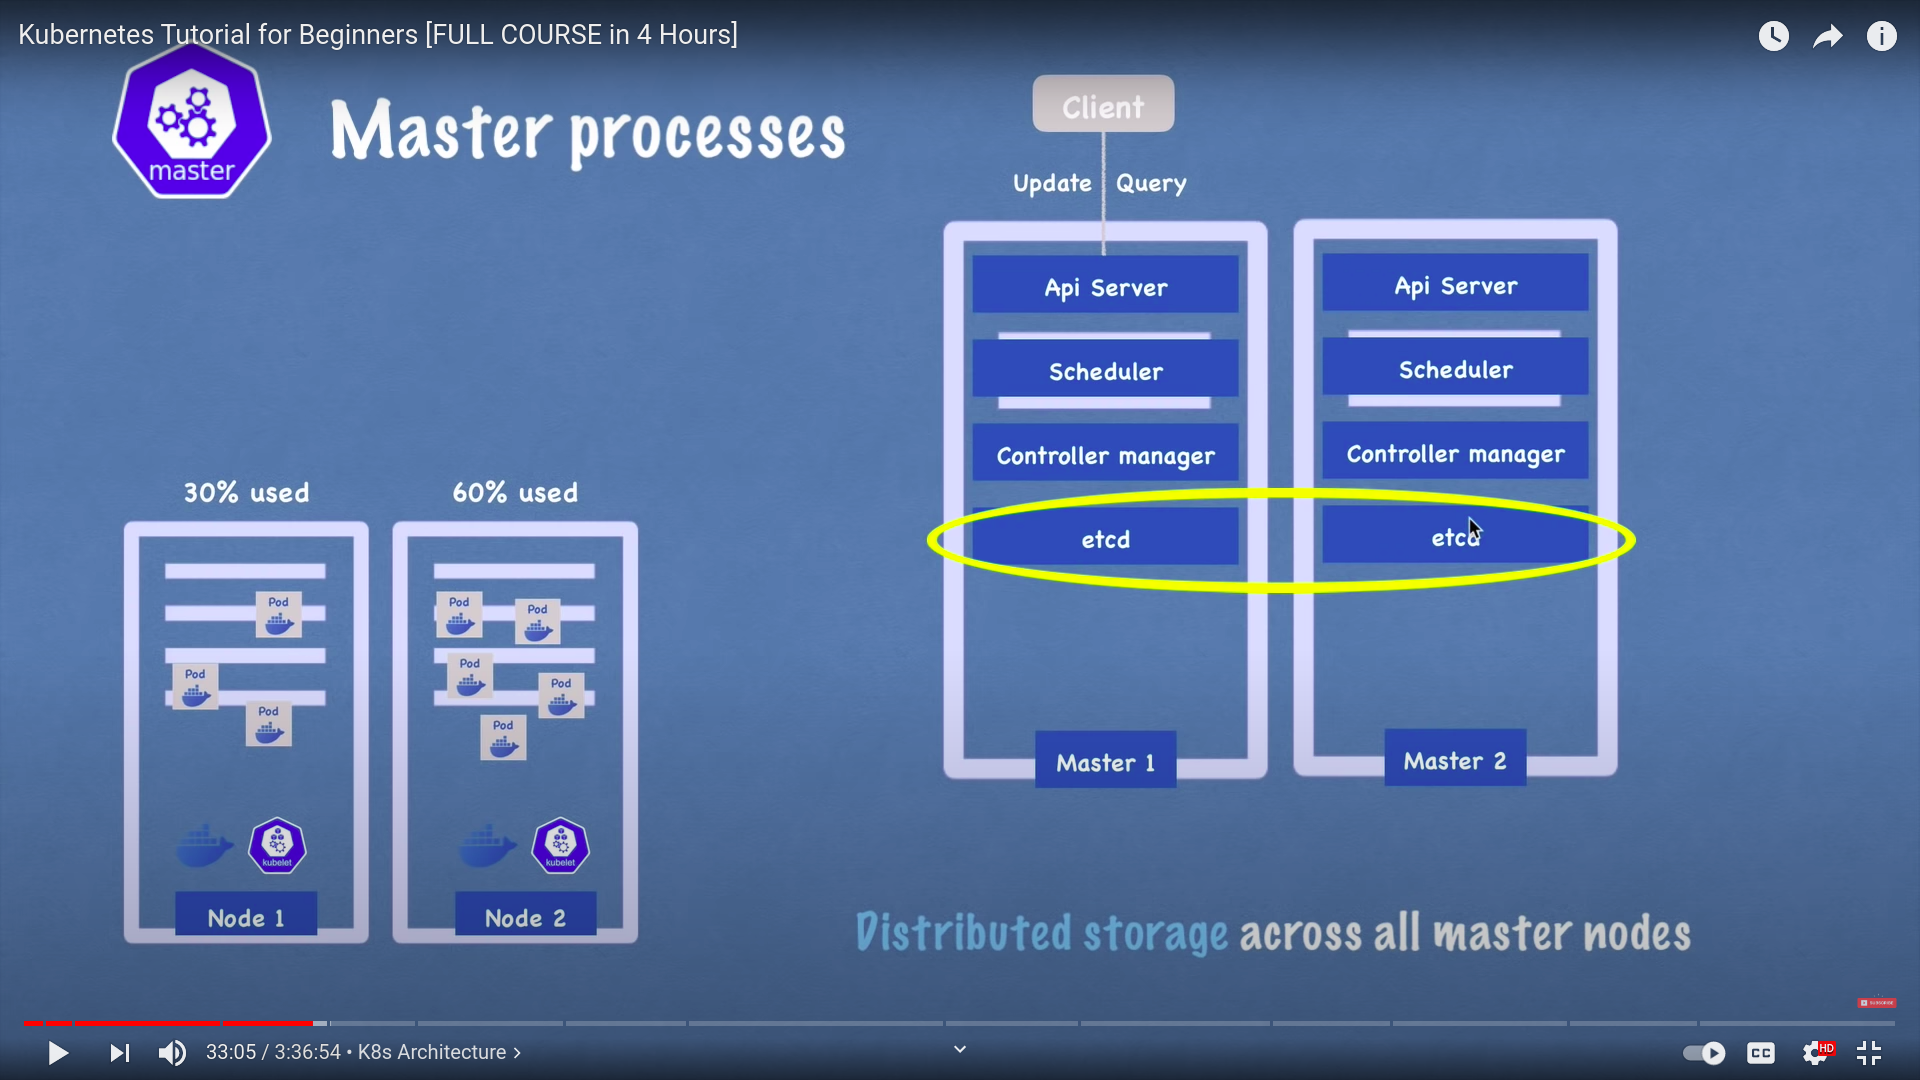 Kubernetes Tutorial for Beginners [FULL COURSE in 4 Hours]
master
Master processes
Client
Update Query
Api Server
Scheduler
Controller manager
etcd
Master 1
Api Server
Scheduler
Controller manager
etcd
Master 2
30% used
Pod
Pod
Pod
kubelet
Node 1
60% used
Pod
Pod
Pod
Pod
Pod
kubelet
Node 2
Distributed storage across all master nodes
SUBSCRIBE
33:05 / 3:36:54 • K8s Architecture
CC
HD